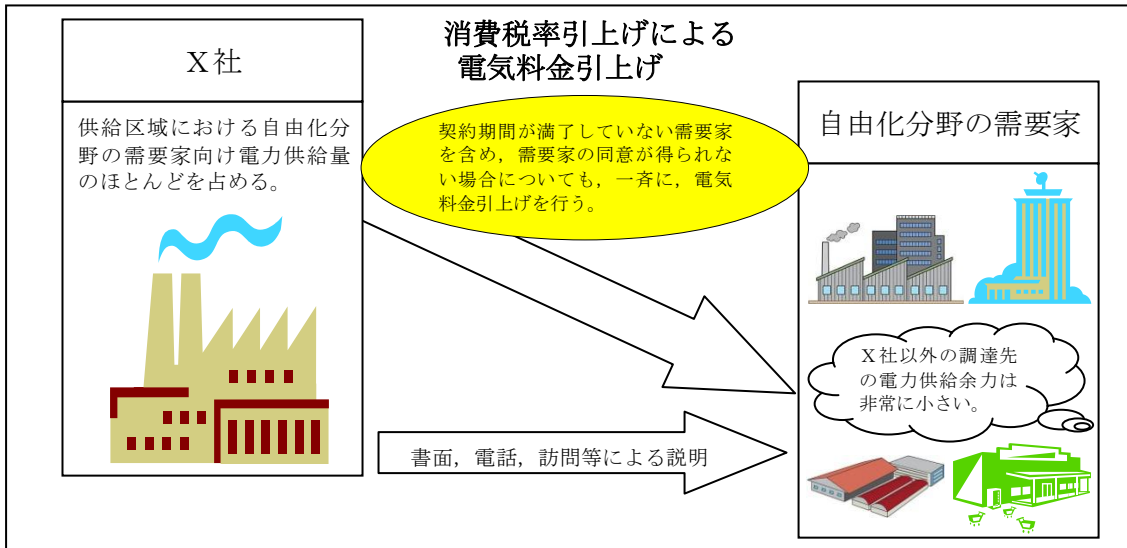 X社
供給区域における自由化分
野の需要家向け電力供給量
のほとんどを占める。
消費税率引上げによる
電気料金引上げ
契約期間が満了していない需要家
を含め，需要家の同意が得られな
い場合についても，一斉に，電気
料金引上げを行う。
書面，電話，訪問等による説明
自由化分野の需要家
X社以外の調達先
の電力供給余力は
非常に小さい。